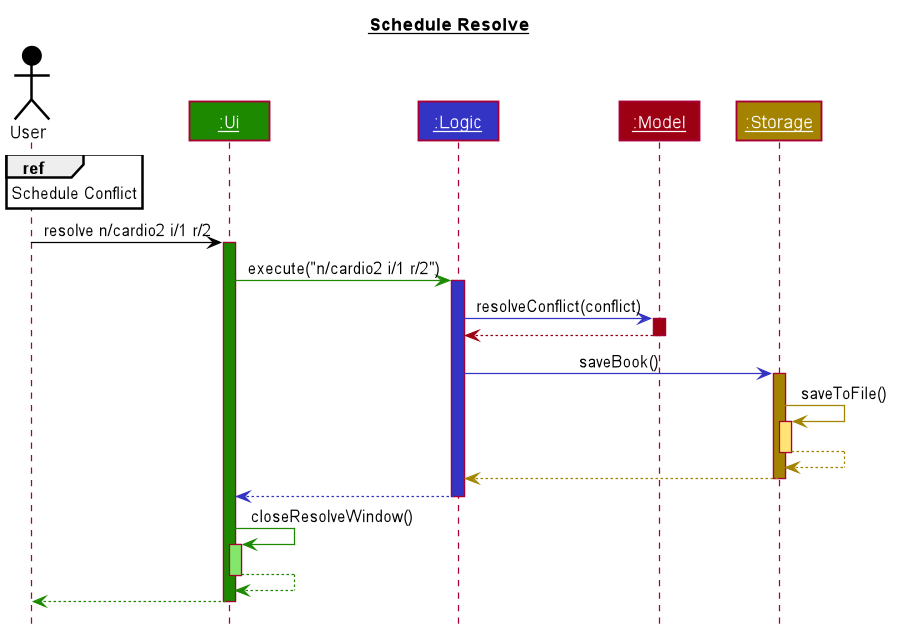 Schedule Resolve
User
:Ui
:Logic
:Model
:Storage
ref
Schedule Conflict
resolve n/cardio2 i/1 r/2
execute("n/cardio2 i/1 r/2")
resolveConflict(conflict)
saveBook()
saveToFile()
closeResolveWindow()